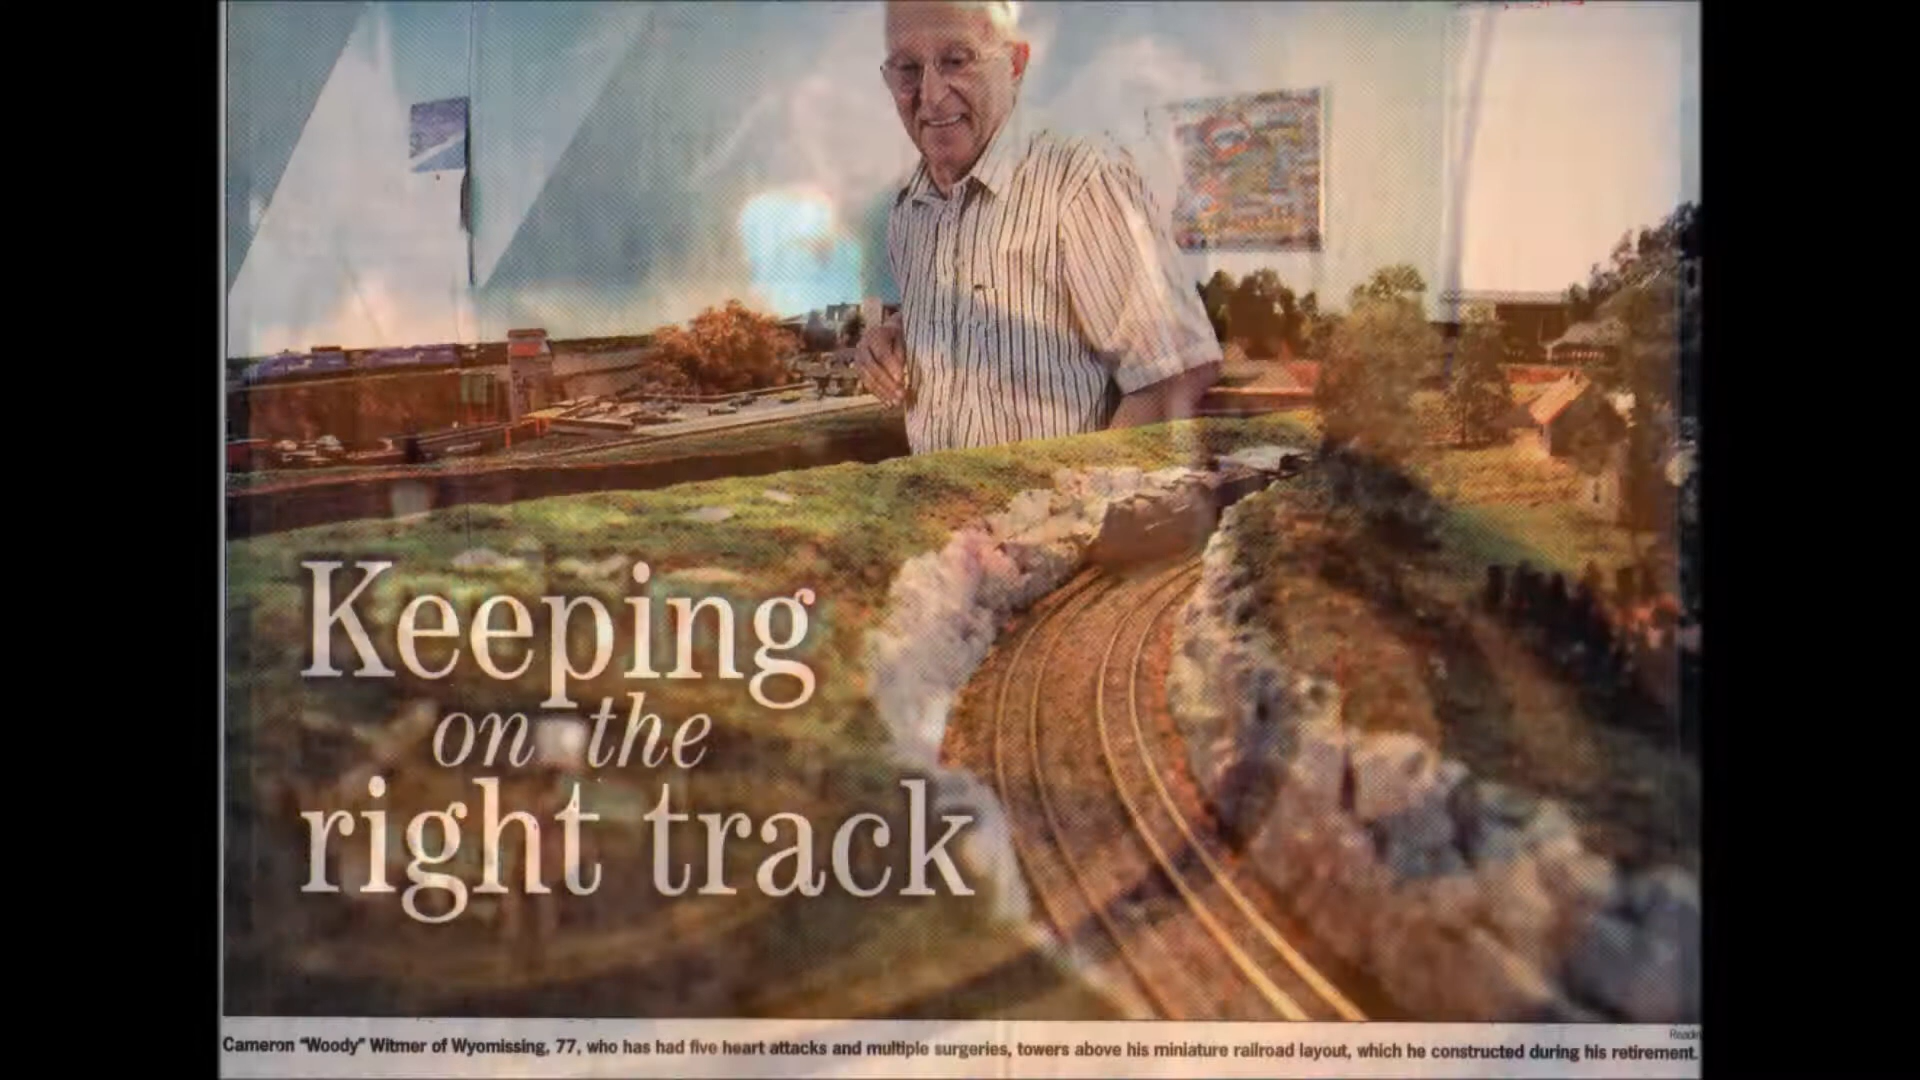 Keeping
on the
right track
Cameron "Woody" Witmer of Wyomissing, 77, who has had five heart attacks and multiple surgeries, towers above his miniature railroad layout, which he constructed during his retirement.